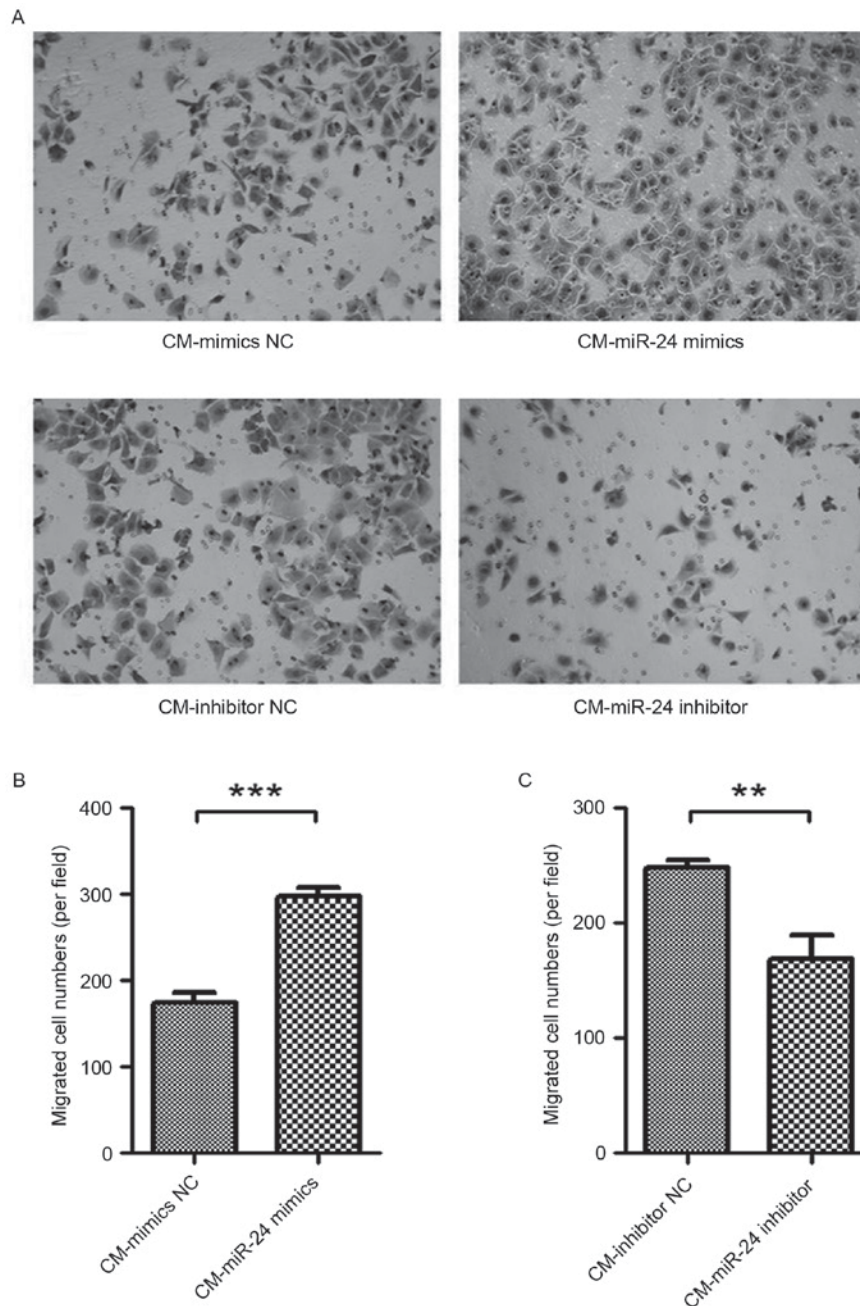 A
CM-mimics NC
CM-miR-24 mimics
CM-inhibitor NC
CM-miR-24 inhibitor
B
Migrated cell numbers (per field)
400
300
200
100
0
***
CM-mimics NC
CM-miR-24 mimics
C
Migrated cell numbers (per field)
300
200
100
0
**
CM-inhibitor NC
CM-miR-24 inhibitor